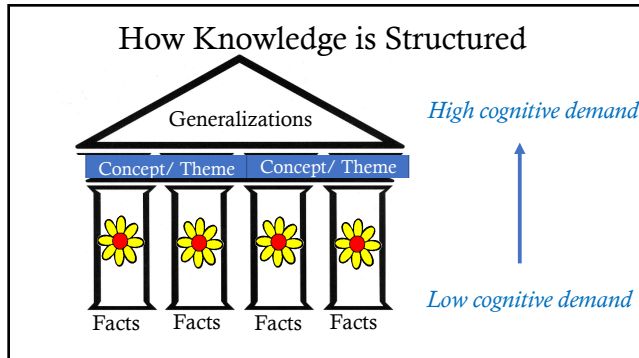 How Knowledge is Structured
Generalizations
High cognitive demand
Concept/ Theme
Concept/ Theme
Low cognitive demand
Facts
Facts
Facts
Facts